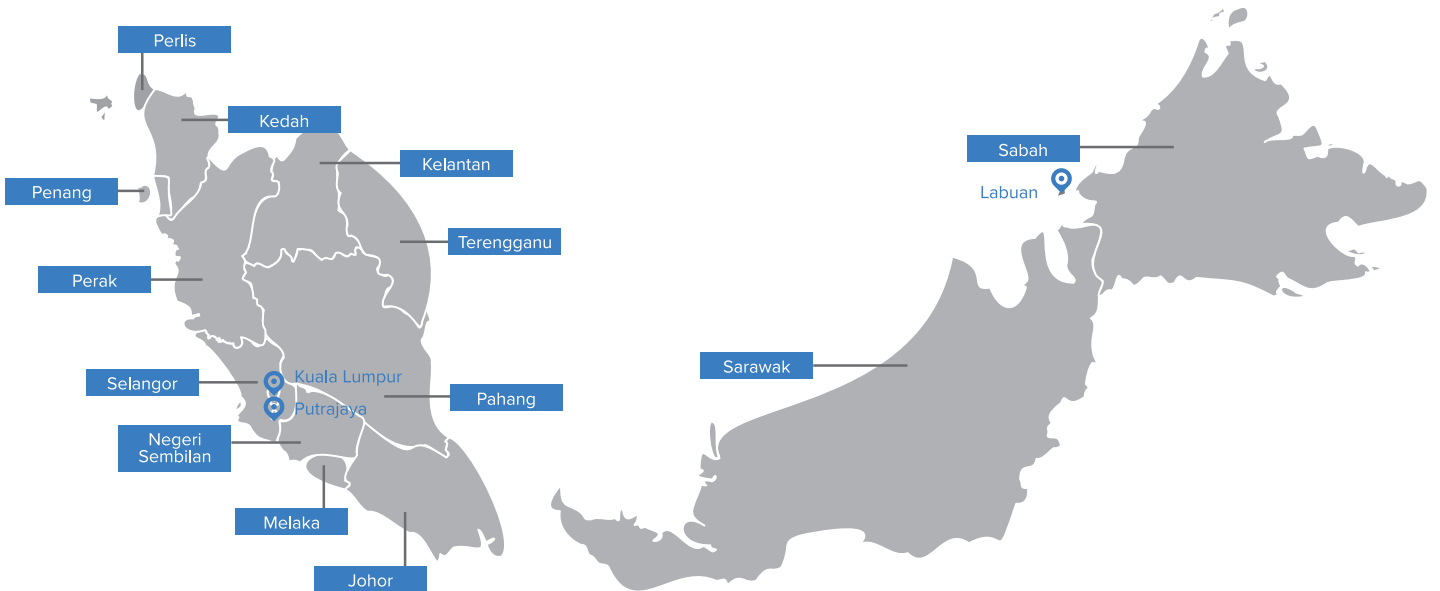 Perlis
Kedah
Kelantan
Penang
Terengganu
Perak
Kuala Lumpur
Selangor
Putrajaya
Pahang
Negeri
Sembilan
Melaka
Johor
Sabah
Labuan
Sarawak